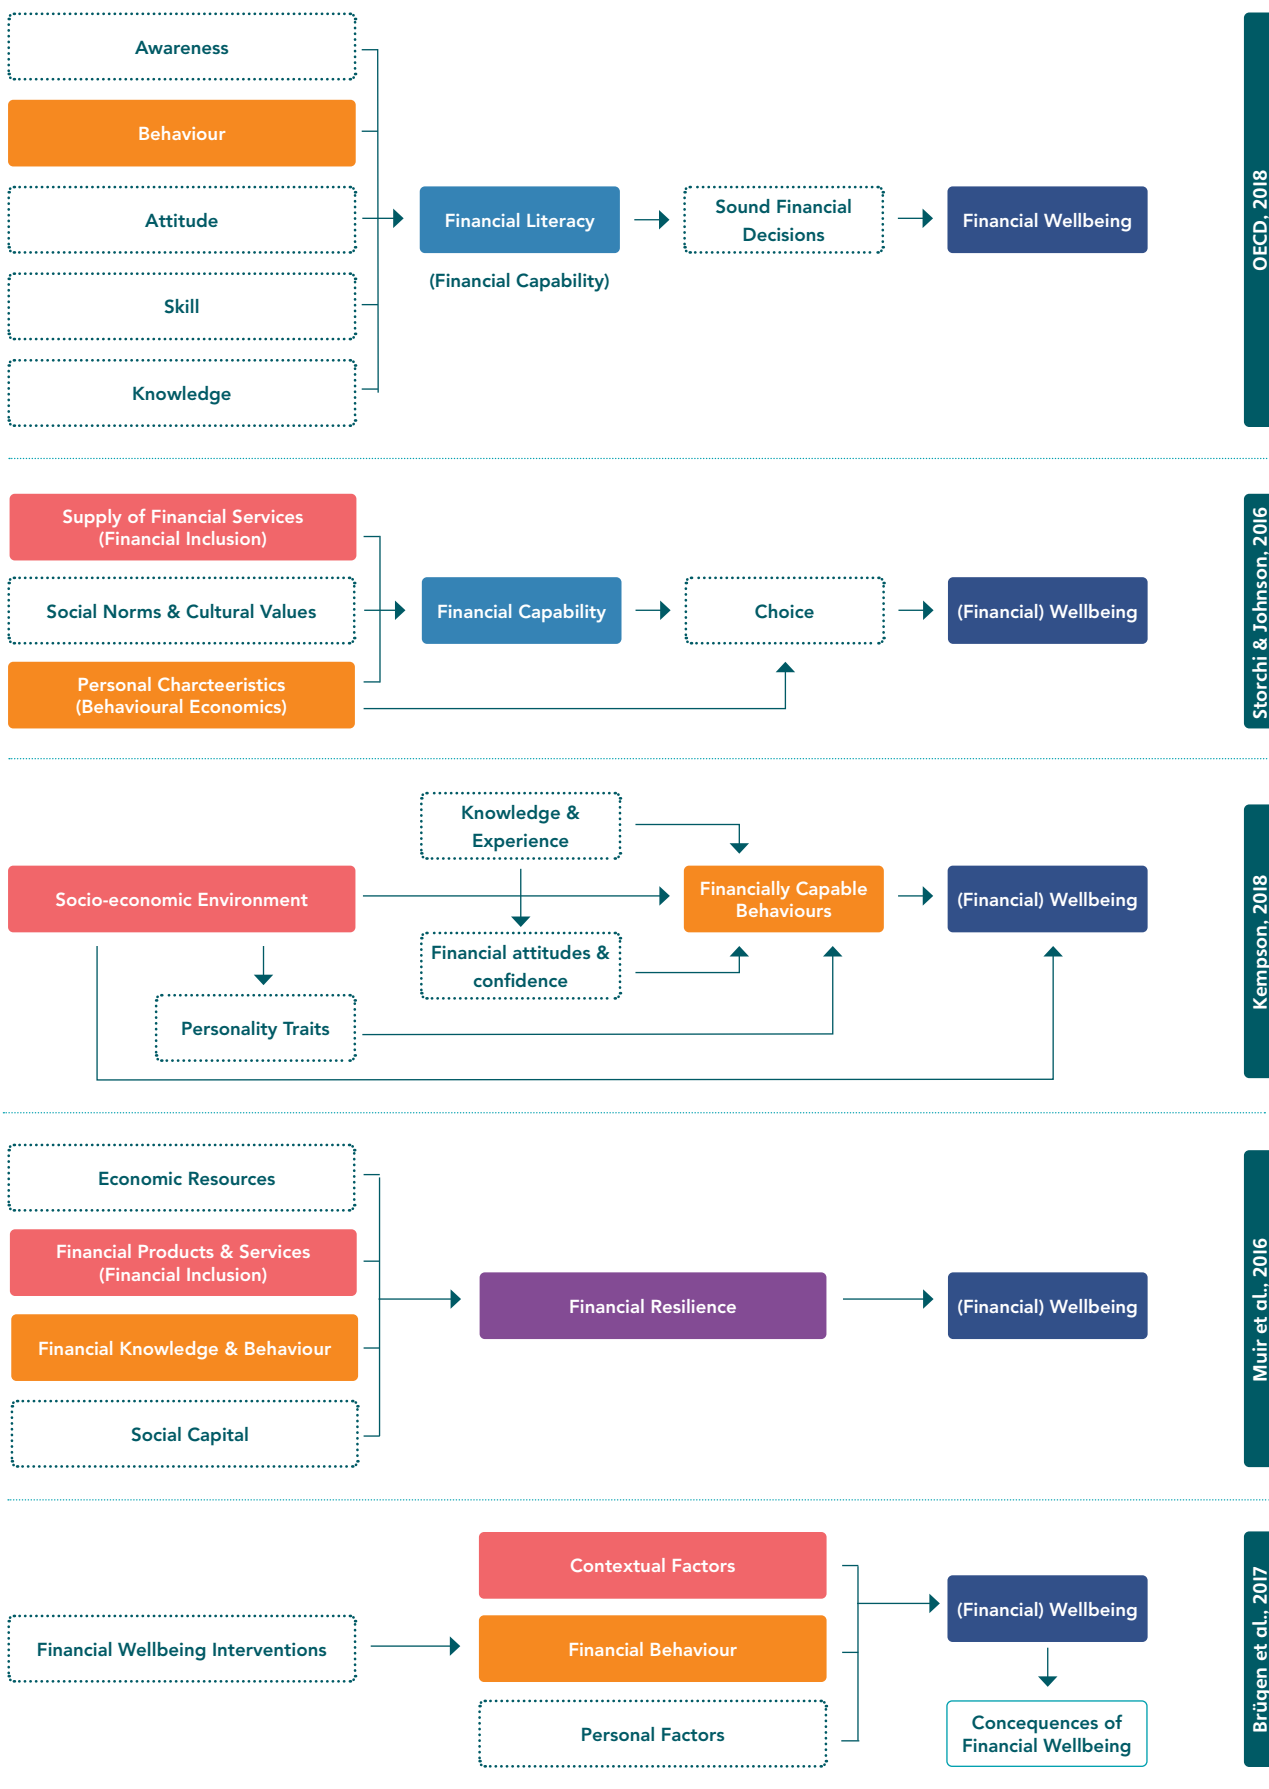 Awareness
Behaviour
Attitude
Skill
Knowledge
Financial Literacy
(Financial Capability)
Sound Financial
Decisions
Financial Wellbeing
OECD, 2018
Supply of Financial Services
(Financial Inclusion)
Social Norms & Cultural Values
Personal Charcteeristics
(Behavioural Economics)
Financial Capability
Choice
(Financial) Wellbeing
Storchi & Johnson, 2016
Knowledge &
Experience
Socio-economic Environment
Financially Capable
Behaviours
(Financial) Wellbeing
Financial attitudes &
confidence
Personality Traits
Kempson, 2018
Economic Resources
Financial Products & Services
(Financial Inclusion)
Financial Knowledge & Behaviour
Social Capital
Financial Resilience
(Financial) Wellbeing
Muir et al., 2016
Financial Wellbeing Interventions
Contextual Factors
Financial Behaviour
Personal Factors
(Financial) Wellbeing
Concequences of
Financial Wellbeing
Brügen et al., 2017